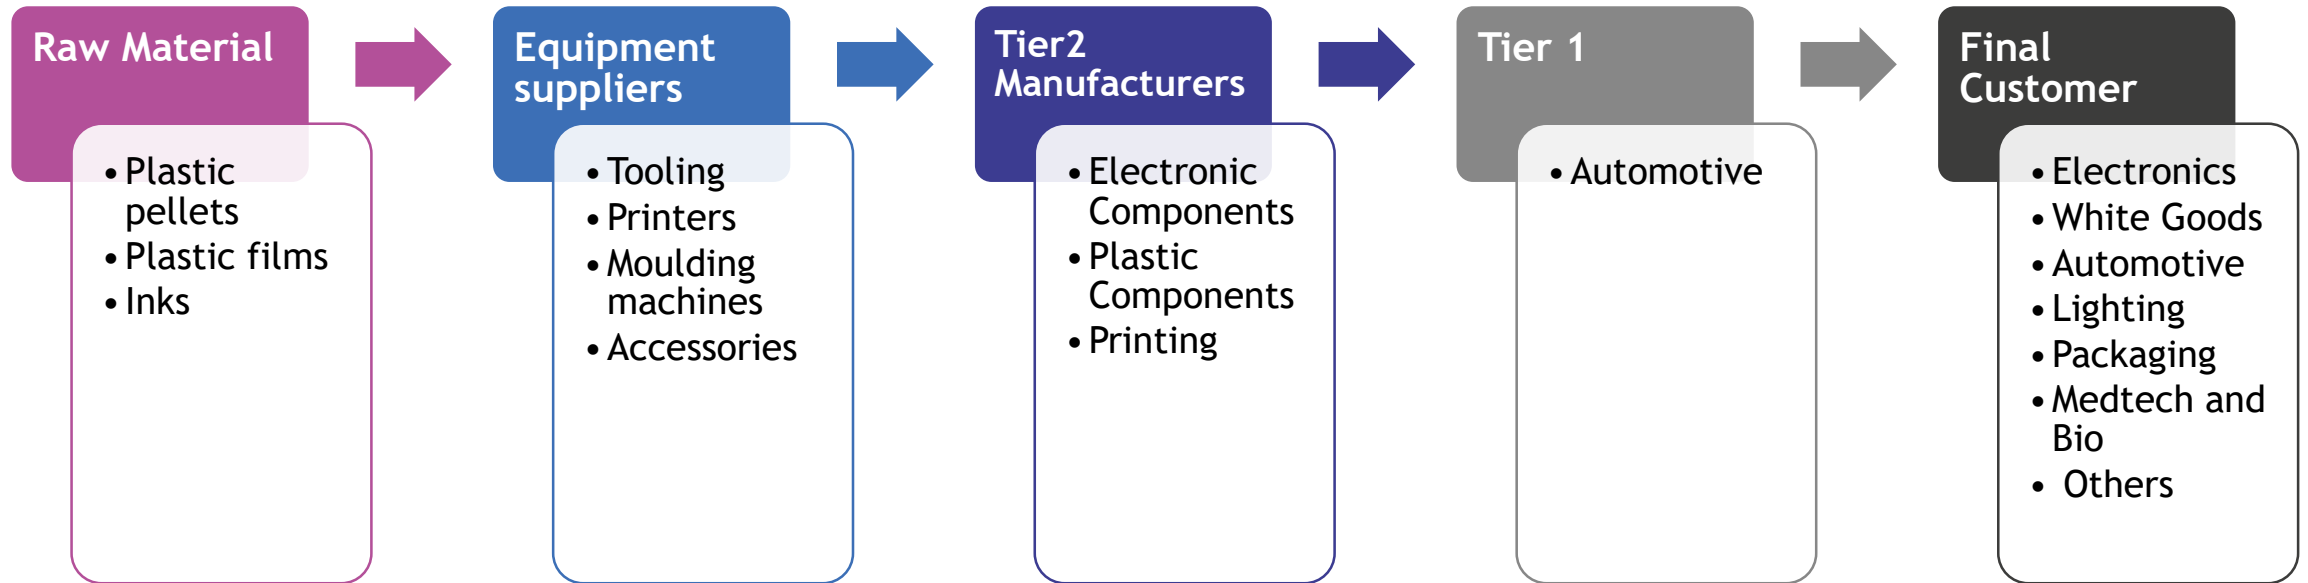 Raw Material
• Plastic
pellets
• Plastic films
• Inks
Equipment
suppliers
• Tooling
• Printers
• Moulding
machines
• Accessories
Tier2
Manufacturers
• Electronic
Components
• Plastic
Components
• Printing
Tier 1
• Automotive
Final
Customer
• Electronics
• White Goods
• Automotive
• Lighting
• Packaging
• Medtech and
Bio
• Others